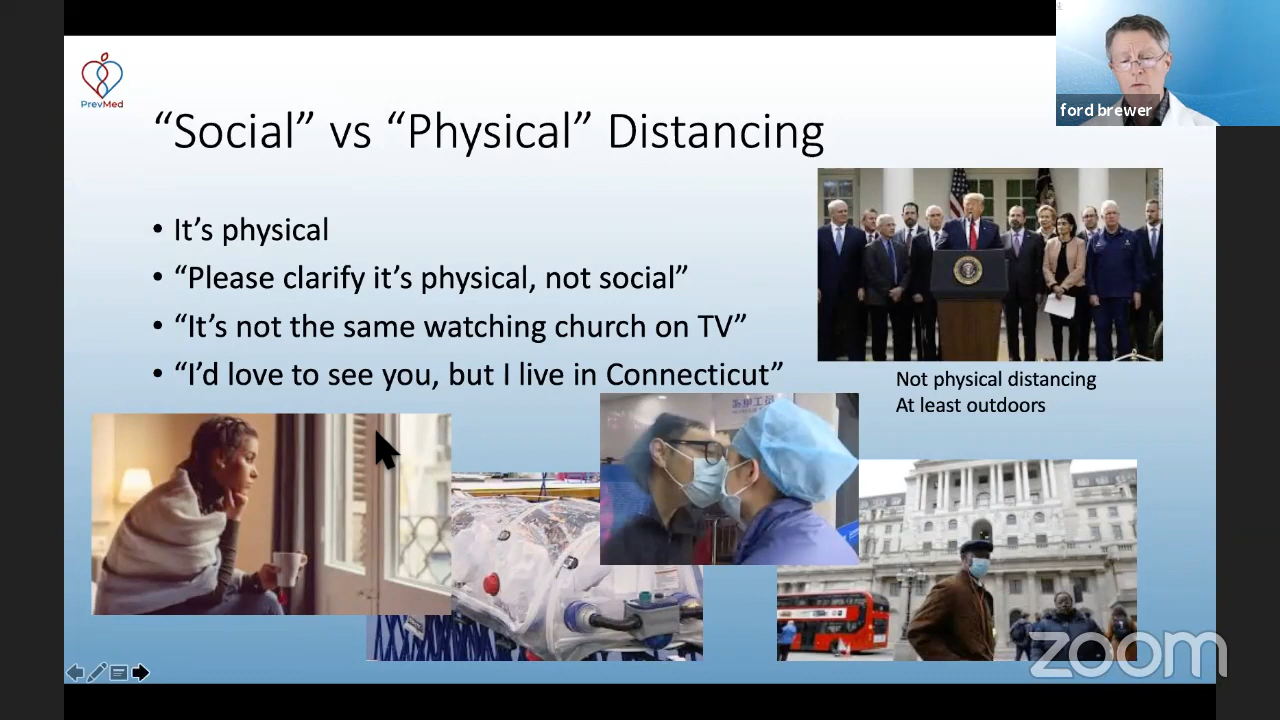 ford brewer
PrevMed
“Social” vs “Physical” Distancing
• It’s physical
• “Please clarify it’s physical, not social”
• “It’s not the same watching church on TV”
• “I’d love to see you, but I live in Connecticut”
Not physical distancing
At least outdoors
zoom